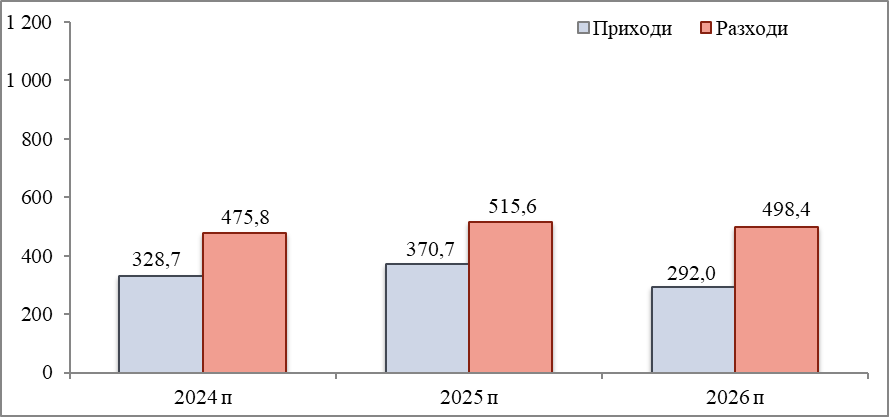 1 200
1 000
800
600
400
200
0
Приходи
Разходи
328,7
475,8
370,7
515,6
292,0
498,4
2024 п
2025 п
2026 п